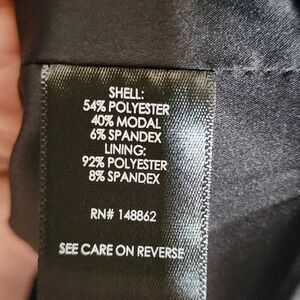 SHELL:
54% POLYESTER
40% MODAL
6% SPANDEX
LINING:
92% POLYESTER
8% SPANDEX
RN# 148862
SEE CARE ON REVERSE